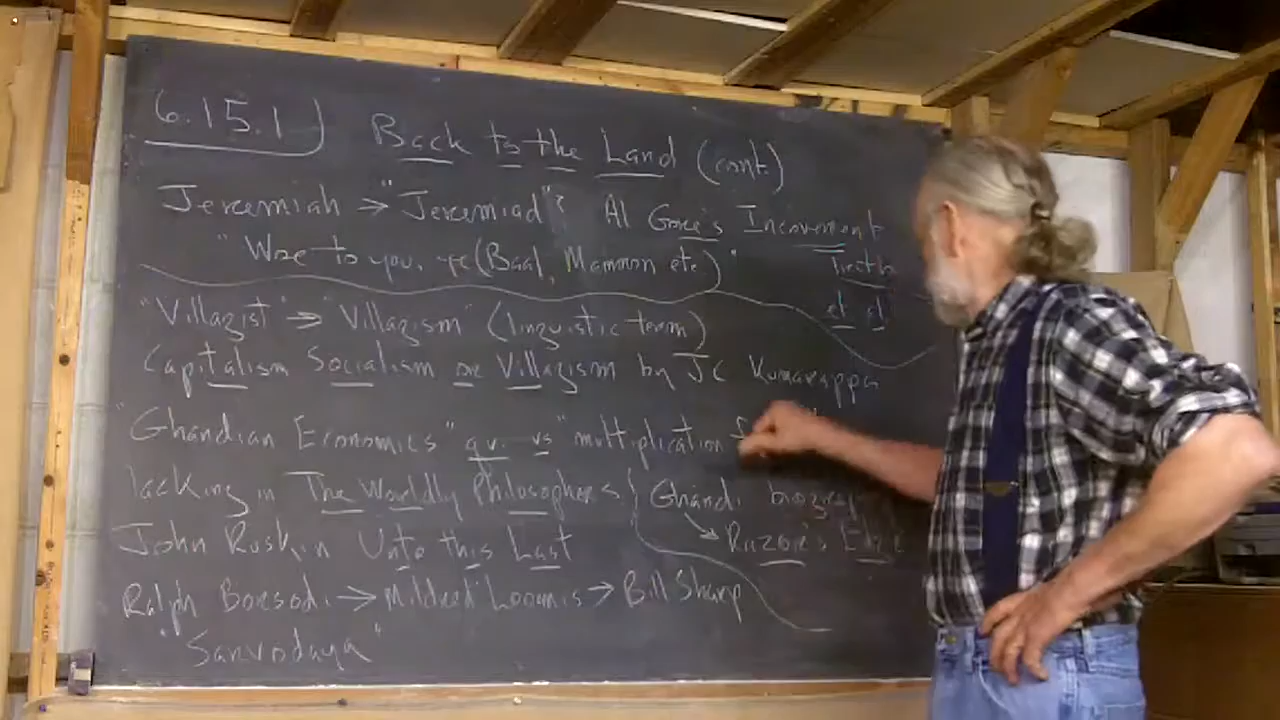 6.15.1) Back to the Land (cont.)
Jeremiah → "Jeremiad"? Al Gore's Inconvenient
Truth
"Woe to you, ye (Baal, Mammon etc.)"
et al
"Villagist" → "Villagism" (linguistic term)
Capitalism Socialism or Villagism by JC Kumarappa
"Ghandian Economics" q.v. vs "multiplication
lacking in The Worldly Philosophers
Ghandi
John Ruskin Unto this Last
→ Razor's Edge
Ralph Borsodi → Mildred Loomis → Bill Sharp
"Sarvodaya"